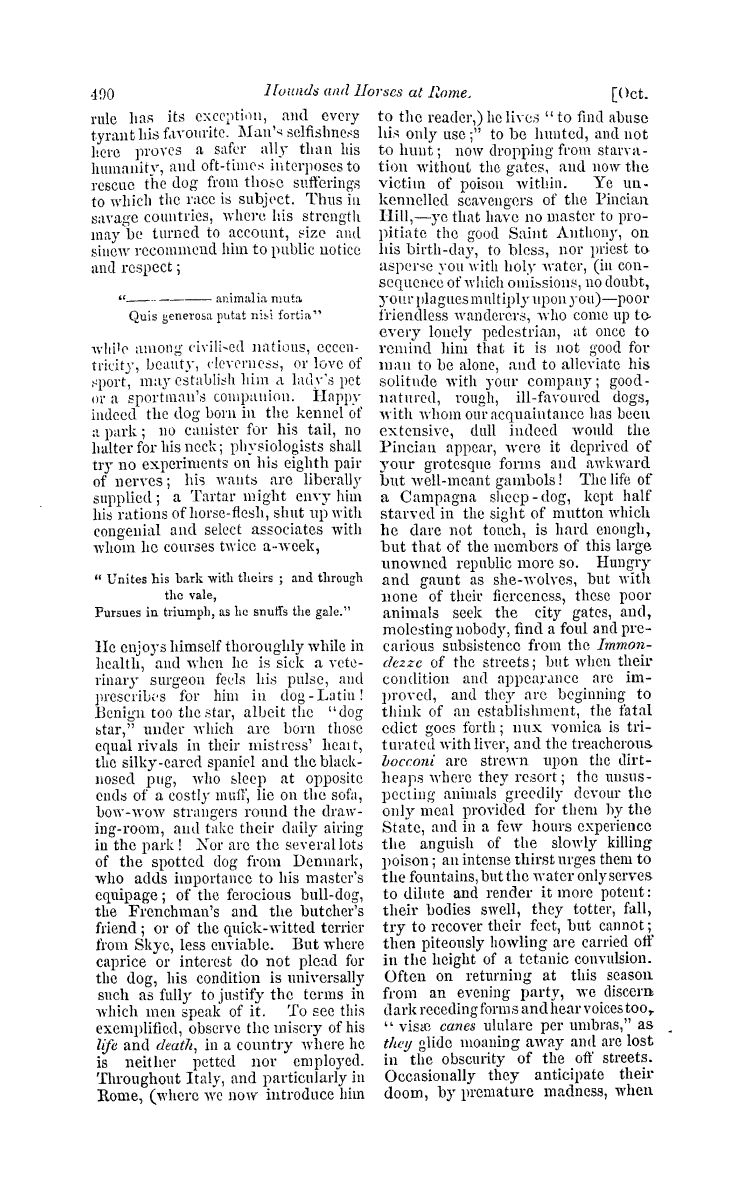 490
Hounds and Horses at Rome.
[Oct.
rule has its exception, and every
tyrant his favourite. Man's selfishness
here proves a safer ally than his
humanity, and oft-times interposes to
rescue the dog from those sufferings
to which the race is subject. Thus in
savage countries, where his strength
may be turned to account, size and
sinew recommend him to public notice
and respect;
"—— ——— animalia muta
Quis generosa putat nisi fortia"
while among civilised nations, eccen-
tricity, beauty, cleverness, or love of
sport, may establish him a lady's pet
or a sportman's companion. Happy
indeed the dog born in the kennel of
a park; no canister for his tail, no
halter for his neck; physiologists shall
try no experiments on his eighth pair
of nerves; his wants are liberally
supplied; a Tartar might envy him
his rations of horse-flesh, shut up with
congenial and select associates with
whom he courses twice a-week,
"Unites his bark with theirs; and through
the vale,
Pursues in triumph, as he snuffs the gale."
He enjoys himself thoroughly while in
health, and when he is sick a vete-
rinary surgeon feels his pulse, and
prescribes for him in dog-Latin!
Benign too the star, albeit the "dog
star," under which are born those
equal rivals in their mistress' heart,
the silky-eared spaniel and the black-
nosed pug, who sleep at opposite
ends of a costly muff, lie on the sofa,
bow-wow strangers round the draw-
ing-room, and take their daily airing
in the park! Nor are the several lots
of the spotted dog from Denmark,
who adds importance to his master's
equipage; of the ferocious bull-dog,
the Frenchman's and the butcher's
friend; or of the quick-witted terrier
from Skye, less enviable. But where
caprice or interest do not plead for
the dog, his condition is universally
such as fully to justify the terms in
which men speak of it. To see this
exemplified, observe the misery of his
life and death, in a country where he
is neither petted nor employed.
Throughout Italy, and particularly in
Rome, (where we now introduce him
to the reader,) he lives "to find abuse
his only use;" to be hunted, and not
to hunt; now dropping from starva-
tion without the gates, and now the
victim of poison within. Ye un-
kennelled scavengers of the Pincian
Hill,—ye that have no master to pro-
pitiate the good Saint Anthony, on
his birth-day, to bless, nor priest to
asperse you with holy water, (in con-
sequence of which omissions, no doubt,
your plagues multiply upon you)—poor
friendless wanderers, who come up to
every lonely pedestrian, at once to
remind him that it is not good for
man to be alone, and to alleviate his
solitude with your company; good-
natured, rough, ill-favoured dogs,
with whom our acquaintance has been
extensive, dull indeed would the
Pincian appear, were it deprived of
your grotesque forms and awkward
but well-meant gambols! The life of
a Campagna sheep-dog, kept half
starved in the sight of mutton which
he dare not touch, is hard enough,
but that of the members of this large
unowned republic more so. Hungry
and gaunt as she-wolves, but with
none of their fierceness, these poor
animals seek the city gates, and,
molesting nobody, find a foul and pre-
carious subsistence from the Immon-
dezze of the streets; but when their
condition and appearance are im-
proved, and they are beginning to
think of an establishment, the fatal
edict goes forth; nux vomica is tri-
turated with liver, and the treacherous
bocconi are strewn upon the dirt-
heaps where they resort; the unsus-
pecting animals greedily devour the
only meal provided for them by the
State, and in a few hours experience
the anguish of the slowly killing
poison; an intense thirst urges them to
the fountains, but the water only serves
to dilute and render it more potent:
their bodies swell, they totter, fall,
try to recover their feet, but cannot;
then piteously howling are carried off
in the height of a tetanic convulsion.
Often on returning at this season
from an evening party, we discern
dark receding forms and hear voices too,
"visæ canes ululare per umbras," as
they glide moaning away and are lost
in the obscurity of the off streets.
Occasionally they anticipate their
doom, by premature madness, when